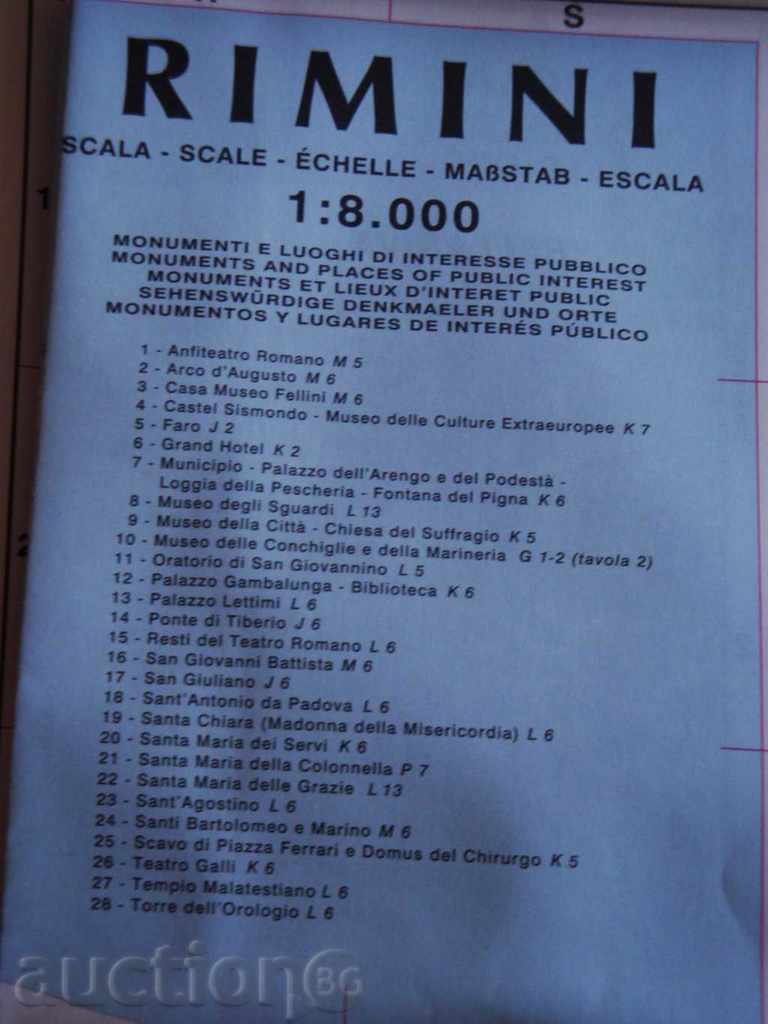 S
RIMINI
SCALA - SCALE - ÉCHELLE - MAßSTAB - ESCALA
1:8.000
MONUMENTI E LUOGHI DI INTERESSE PUBBLICO
MONUMENTS AND PLACES OF PUBLIC INTEREST
MONUMENTS ET LIEUX D'INTERET PUBLIC
SEHENSWÜRDIGE DENKMAELER UND ORTE
MONUMENTOS Y LUGARES DE INTERÉS PÚBLICO
1 - Anfiteatro Romano M 5
2 - Arco d'Augusto M 6
3 - Casa Museo Fellini M 6
4 - Castel Sismondo - Museo delle Culture Extraeuropee K 7
5 - Faro J 2
6 - Grand Hotel K 2
7 - Municipio - Palazzo dell'Arengo e del Podestà -
Loggia della Pescheria - Fontana del Pigna K 6
8 - Museo degli Sguardi L 13
9 - Museo della Città - Chiesa del Suffragio K 5
10 - Museo delle Conchiglie e della Marineria G 1-2 (tavola 2)
11 - Oratorio di San Giovannino L 5
12 - Palazzo Gambalunga - Biblioteca K 6
13 - Palazzo Lettimi L 6
14 - Ponte di Tiberio J 6
15 - Resti del Teatro Romano L 6
16 - San Giovanni Battista M 6
17 - San Giuliano J 6
18 - Sant'Antonio da Padova L 6
19 - Santa Chiara (Madonna della Misericordia) L 6
20 - Santa Maria dei Servi K 6
21 - Santa Maria della Colonnella P 7
22 - Santa Maria delle Grazie L 13
23 - Sant'Agostino L 6
24 - Santi Bartolomeo e Marino M 6
25 - Scavo di Piazza Ferrari e Domus del Chirurgo K 5
26 - Teatro Galli K 6
27 - Tempio Malatestiano L 6
28 - Torre dell'Orologio L 6
1
2
auction BG